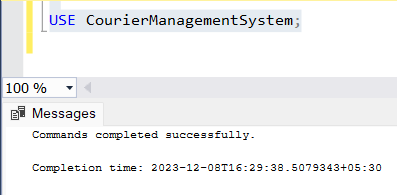 USE CourierManagementSystem;
100 %
Messages
Commands completed successfully.
Completion time: 2023-12-08T16:29:38.5079343+05:30